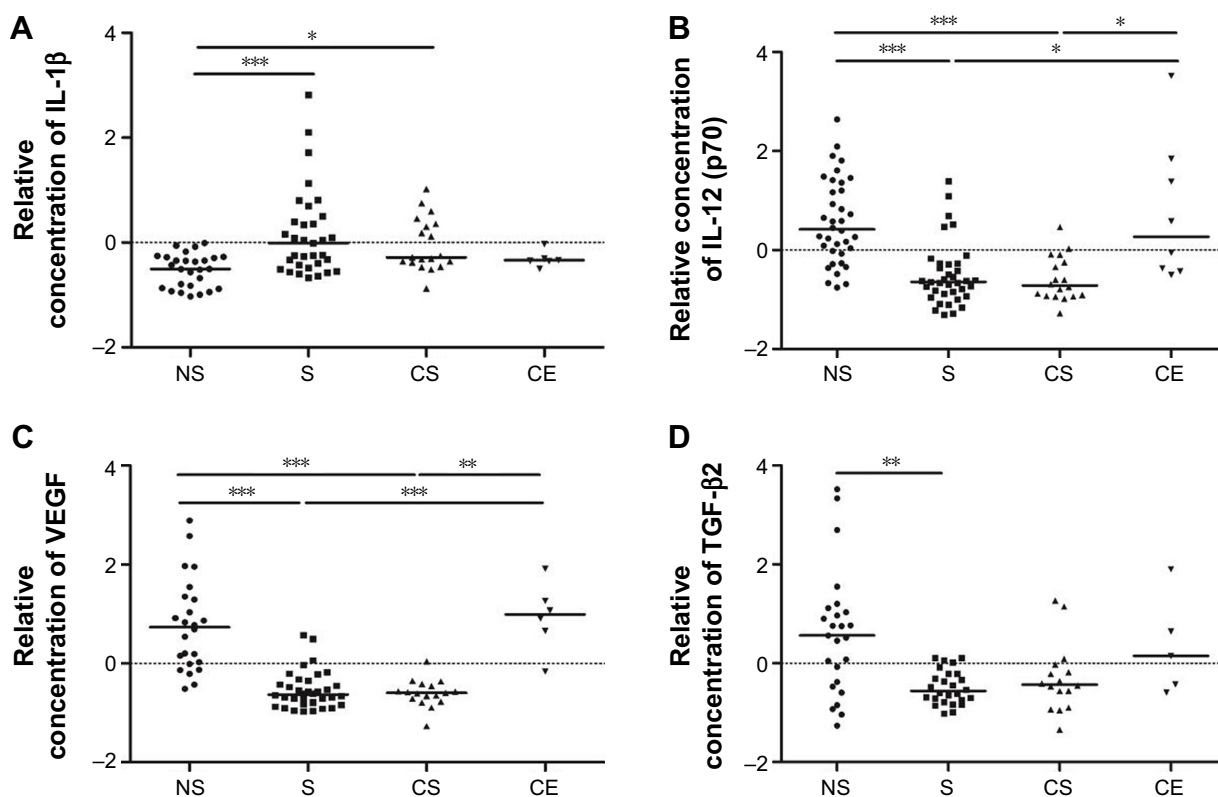 A
Relative
concentration of IL-1β
4
2
0
–2
*
***
NS S CS CE
B
Relative concentration
of IL-12 (p70)
4
2
0
–2
*** *
*** *
NS S CS CE
C
Relative
concentration of VEGF
4
2
0
–2
*** **
*** ***
NS S CS CE
D
Relative
concentration of TGF-β2
4
2
0
–2
**
NS S CS CE